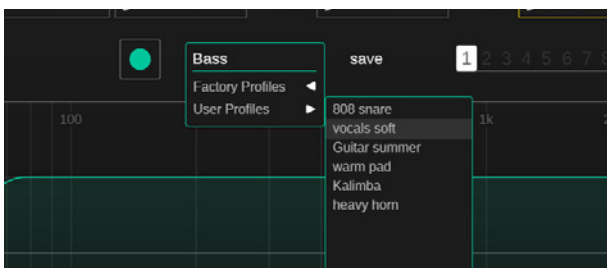 Bass
save
1 2 3 4 5 6 7
Factory Profiles
User Profiles
808 snare
vocals soft
Guitar summer
warm pad
Kalimba
heavy horn
100
1k